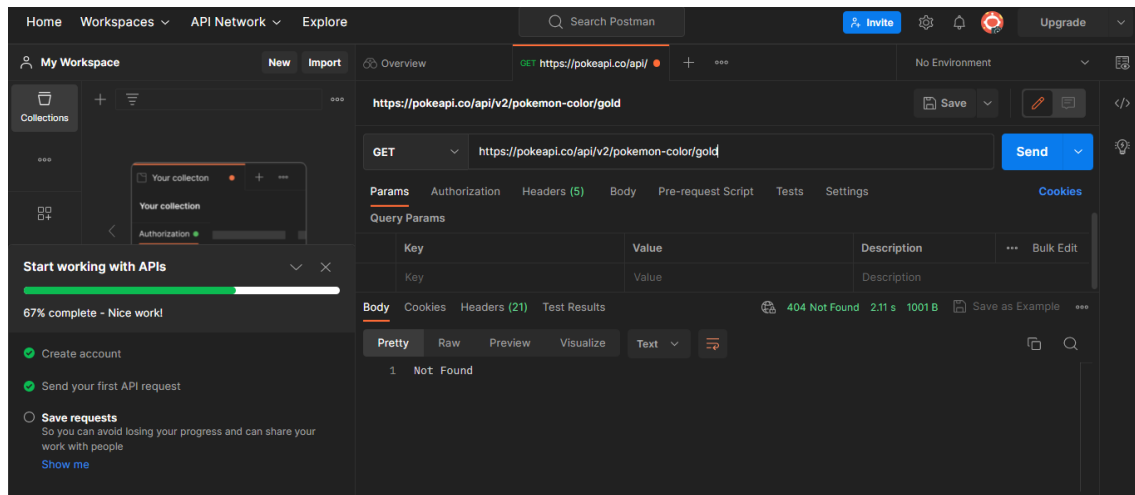 Home Workspaces API Network Explore Search Postman Invite Upgrade
My Workspace New Import Overview GET https://pokeapi.co/api/ No Environment
Collections
https://pokeapi.co/api/v2/pokemon-color/gold Save
GET https://pokeapi.co/api/v2/pokemon-color/gold Send
Your collecton
Your collection
Authorization
Params Authorization Headers (5) Body Pre-request Script Tests Settings Cookies
Query Params
Key Value Description Bulk Edit
Key Value Description
Start working with APIs
67% complete - Nice work!
Create account
Send your first API request
Save requests
So you can avoid losing your progress and can share your
work with people
Show me
Body Cookies Headers (21) Test Results 404 Not Found 2.11 s 1001 B Save as Example
Pretty Raw Preview Visualize Text
1 Not Found